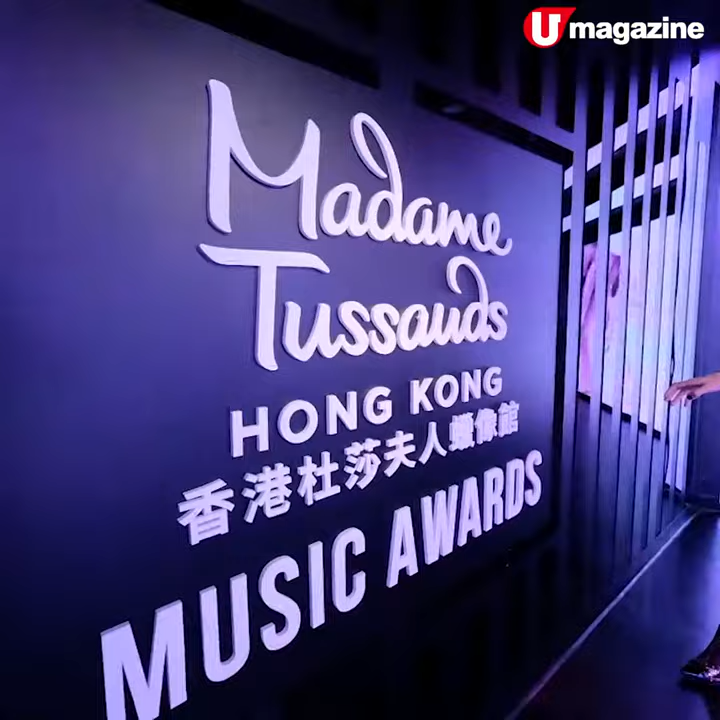 U magazine
Madame
Tussauds
HONG KONG
香港杜莎夫人蠟像館
MUSIC AWARDS